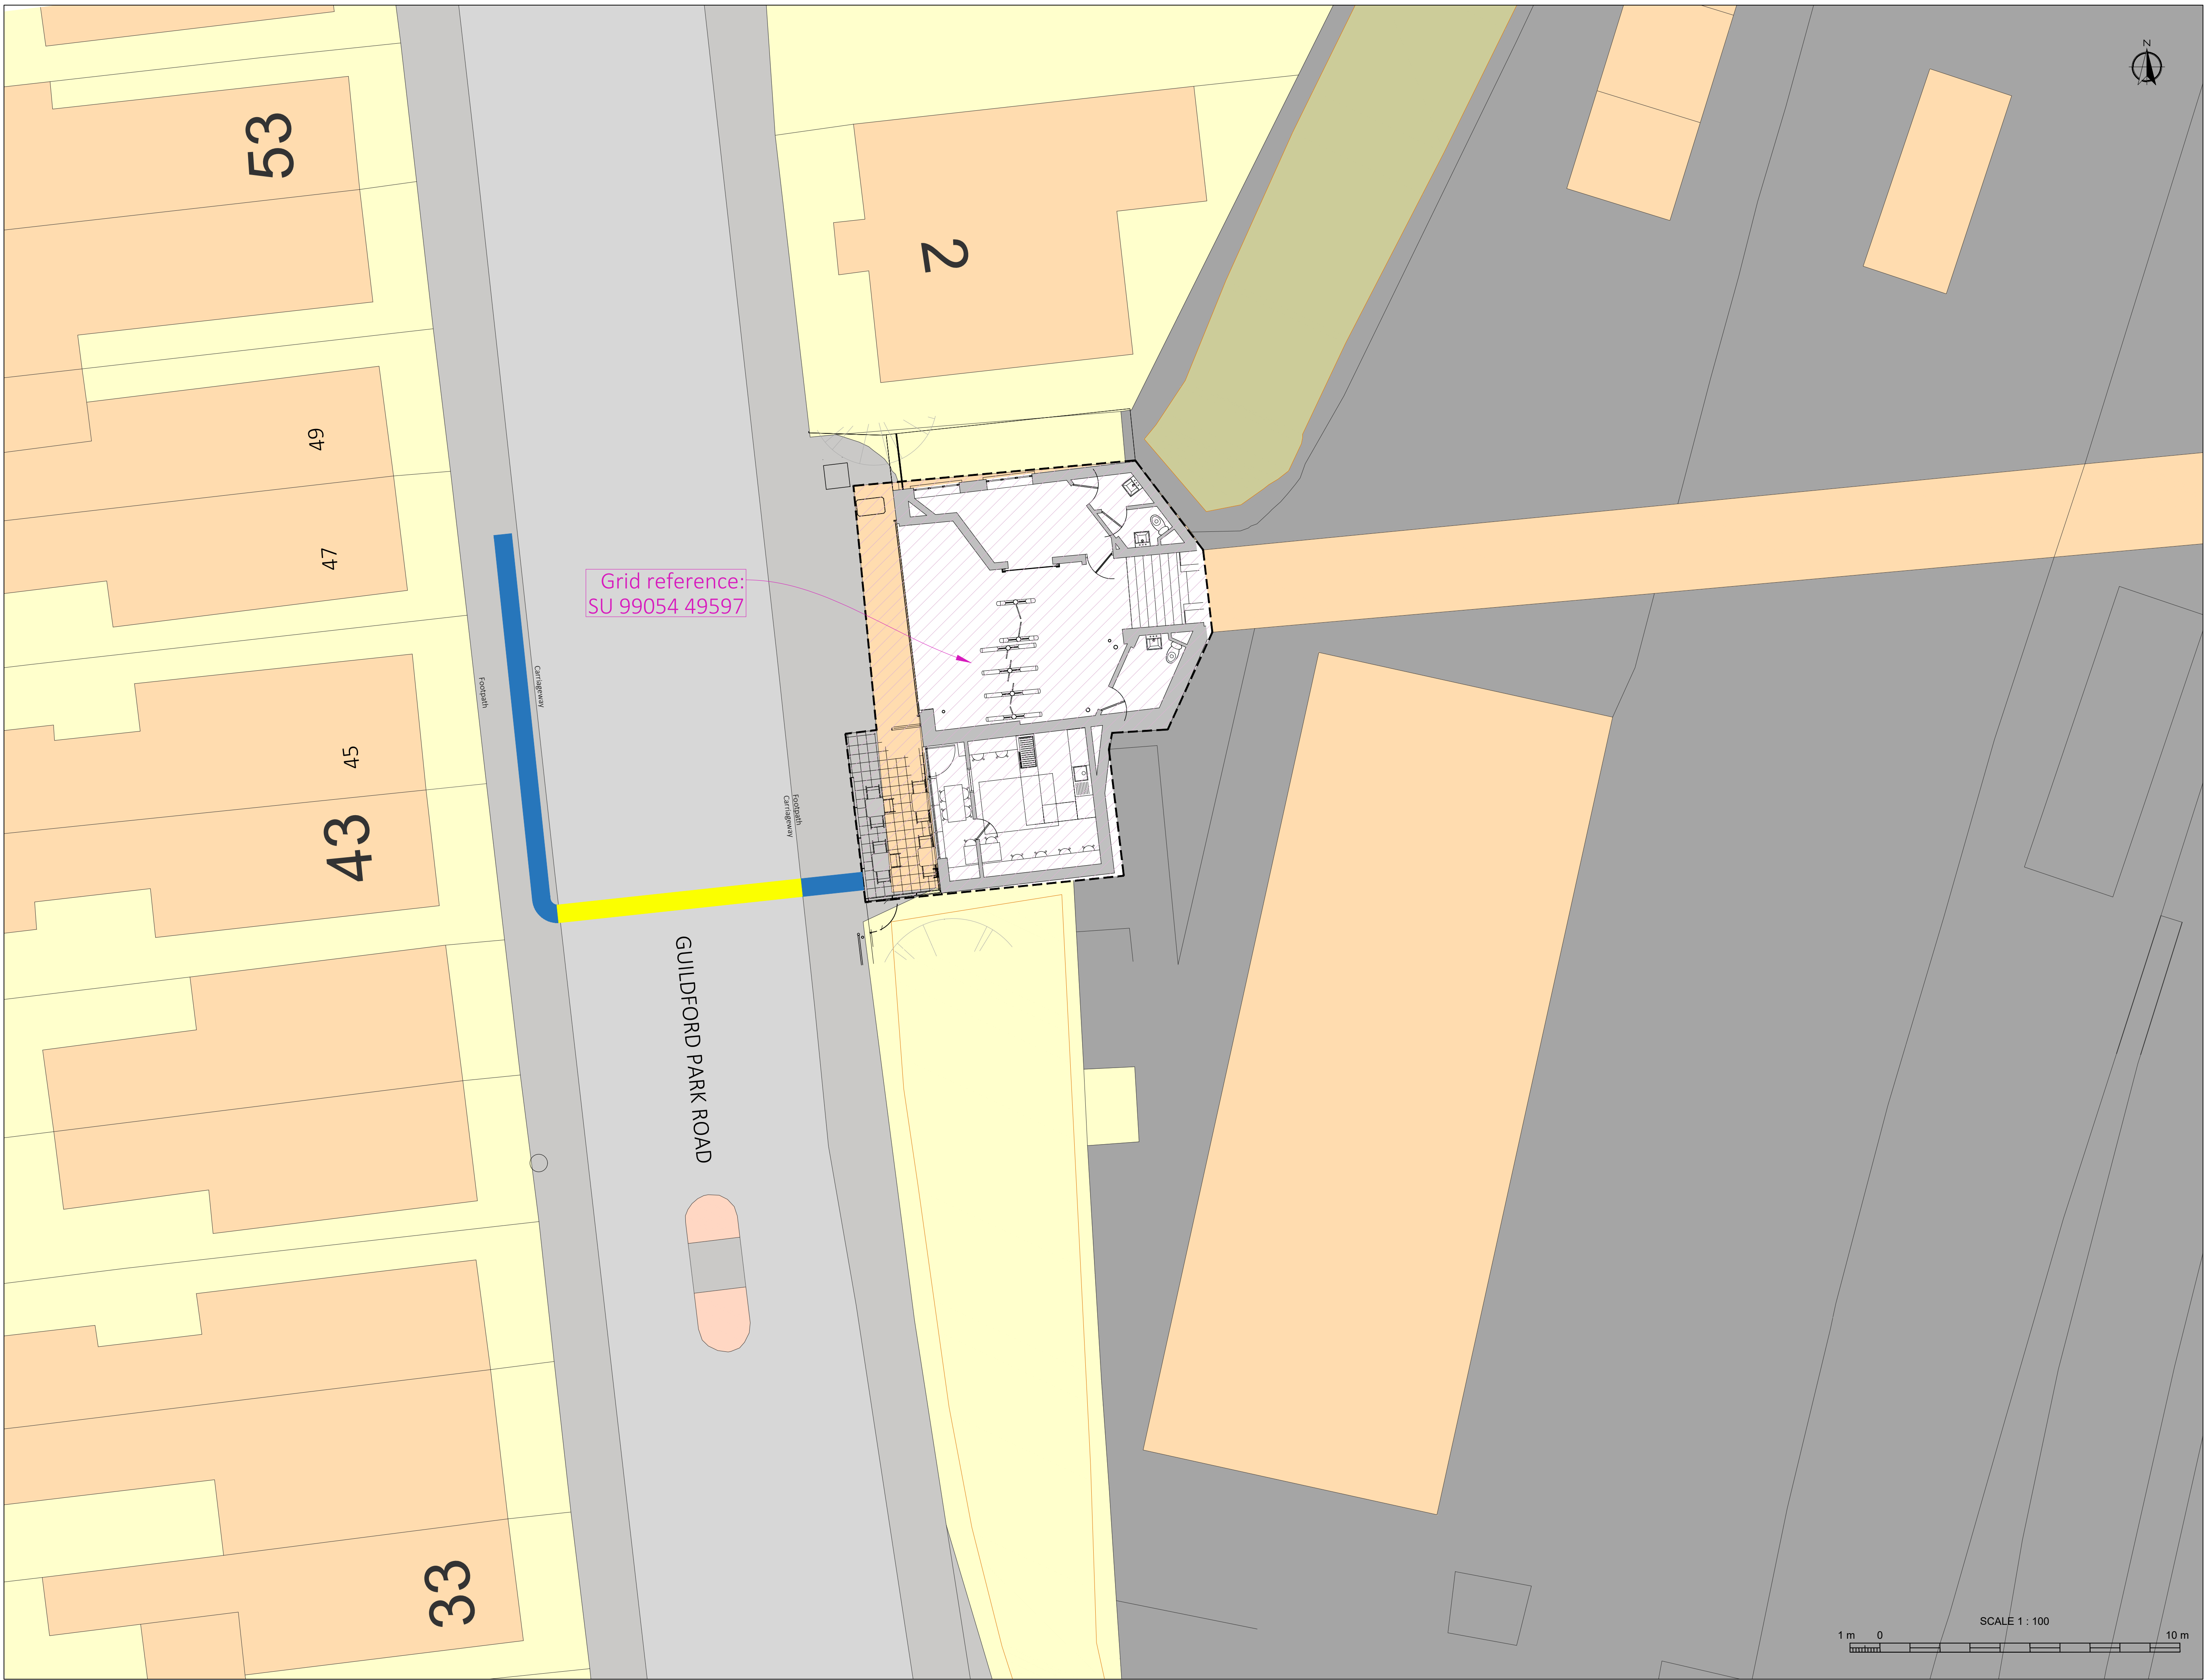 N
53
2
49
47
Grid reference:
SU 99054 49597
Footpath
Carriageway
45
43
Footpath
Carriageway
GUILDFORD PARK ROAD
33
SCALE 1 : 100
1 m 0 10 m